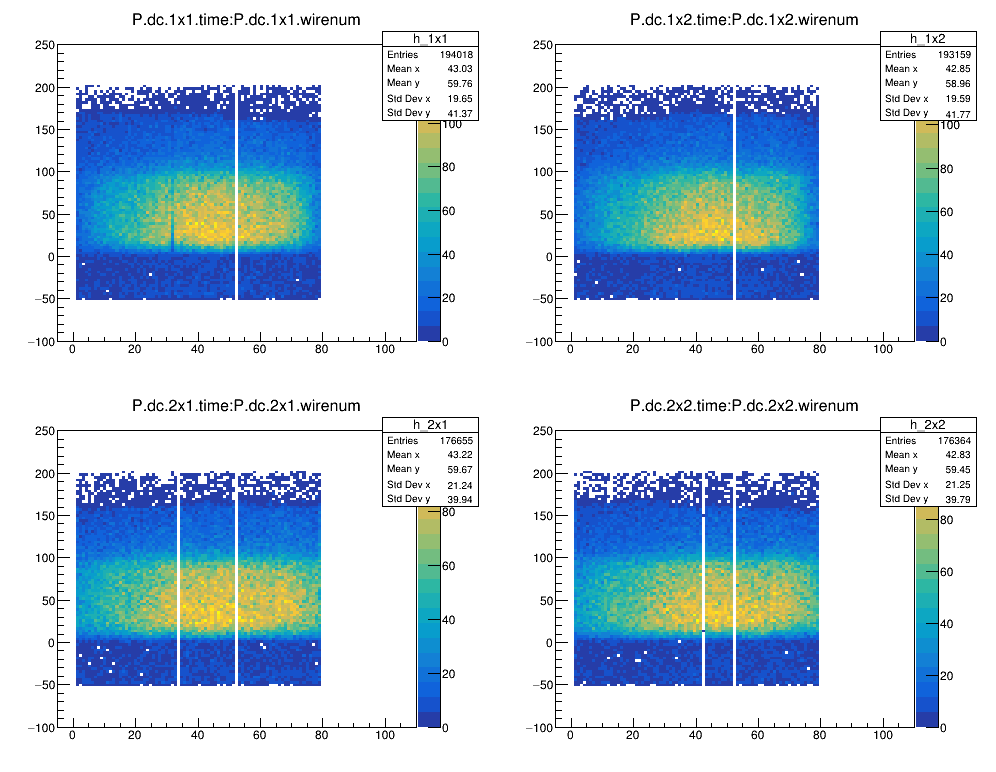 P.dc.1x1.time:P.dc.1x1.wirenum
h_1x1
Entries 194018
Mean x 43.03
Mean y 59.76
Std Dev x 19.65
Std Dev y 41.37
250
200
150
100
50
0
−50
−100
0 20 40 60 80 100
100
80
60
40
20
0
P.dc.1x2.time:P.dc.1x2.wirenum
h_1x2
Entries 193159
Mean x 42.85
Mean y 58.96
Std Dev x 19.59
Std Dev y 41.77
250
200
150
100
50
0
−50
−100
0 20 40 60 80 100
100
80
60
40
20
0
P.dc.2x1.time:P.dc.2x1.wirenum
h_2x1
Entries 176655
Mean x 43.22
Mean y 59.67
Std Dev x 21.24
Std Dev y 39.94
250
200
150
100
50
0
−50
−100
0 20 40 60 80 100
80
60
40
20
0
P.dc.2x2.time:P.dc.2x2.wirenum
h_2x2
Entries 176364
Mean x 42.83
Mean y 59.45
Std Dev x 21.25
Std Dev y 39.79
250
200
150
100
50
0
−50
−100
0 20 40 60 80 100
80
60
40
20
0